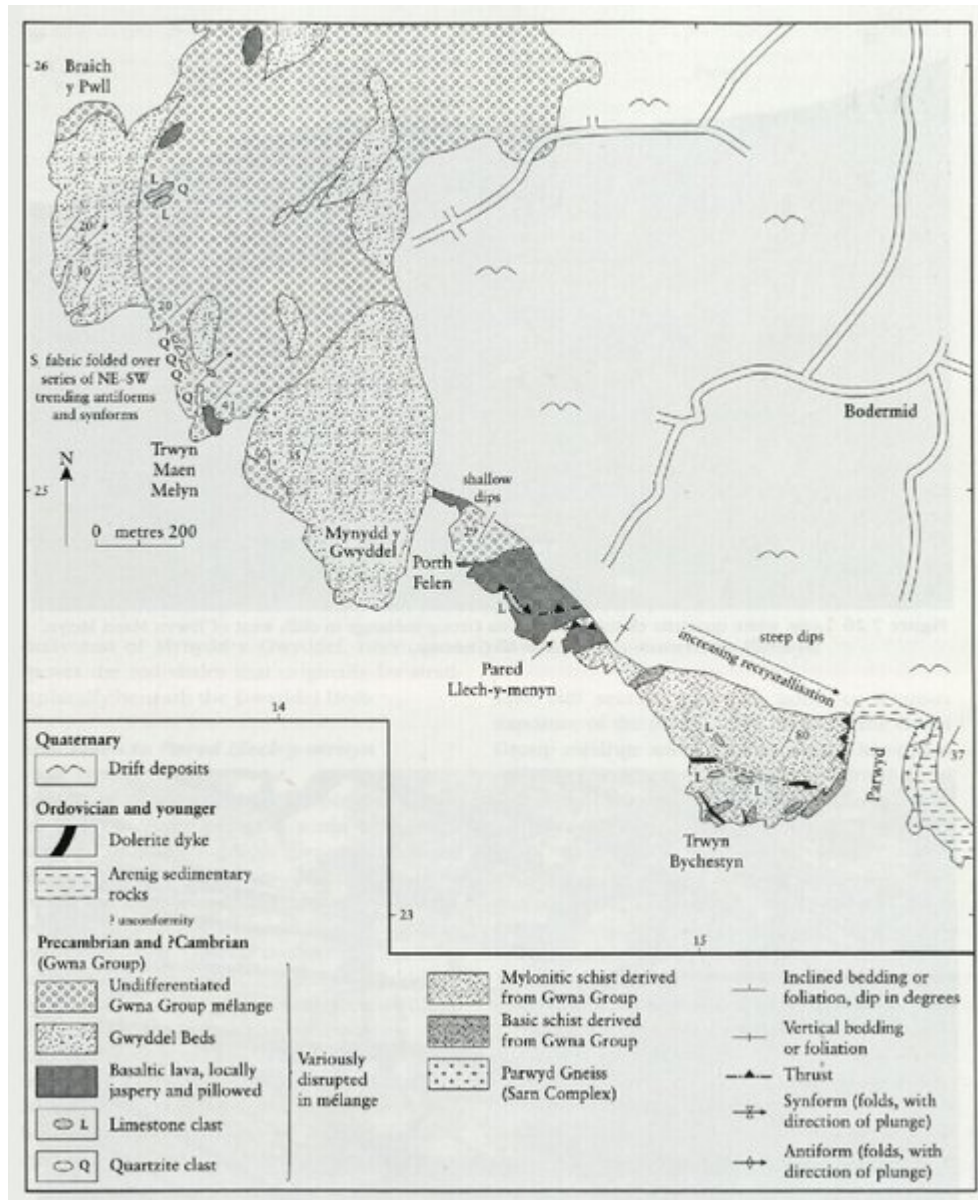 26
Braich
y Pwll
L
Q
L
20
30
20
Q
Q
Q
S fabric folded over
series of NE–SW
trending antiforms
and synforms
Q
L
41
Trwyn
Maen
Melyn
N
25
0 metres 200
shallow
dips
29
Mynydd y
Gwyddel
Porth
Felen
L
Bodermid
Pared
Llech-y-menyn
increasing recrystallisation
steep dips
L
80
L
L
Parwyd
37
Trwyn
Bychestyn
14
23
15
Quaternary
Drift deposits
Ordovician and younger
Dolerite dyke
Arenig sedimentary
rocks
? unconformity
Precambrian and ?Cambrian
(Gwna Group)
Undifferentiated
Gwna Group mélange
Gwyddel Beds
Basaltic lava, locally
jaspery and pillowed
L Limestone clast
Q Quartzite clast
Variously
disrupted
in mélange
Mylonitic schist derived
from Gwna Group
Basic schist derived
from Gwna Group
Parwyd Gneiss
(Sarn Complex)
Inclined bedding or
foliation, dip in degrees
Vertical bedding
or foliation
Thrust
Synform (folds, with
direction of plunge)
Antiform (folds, with
direction of plunge)